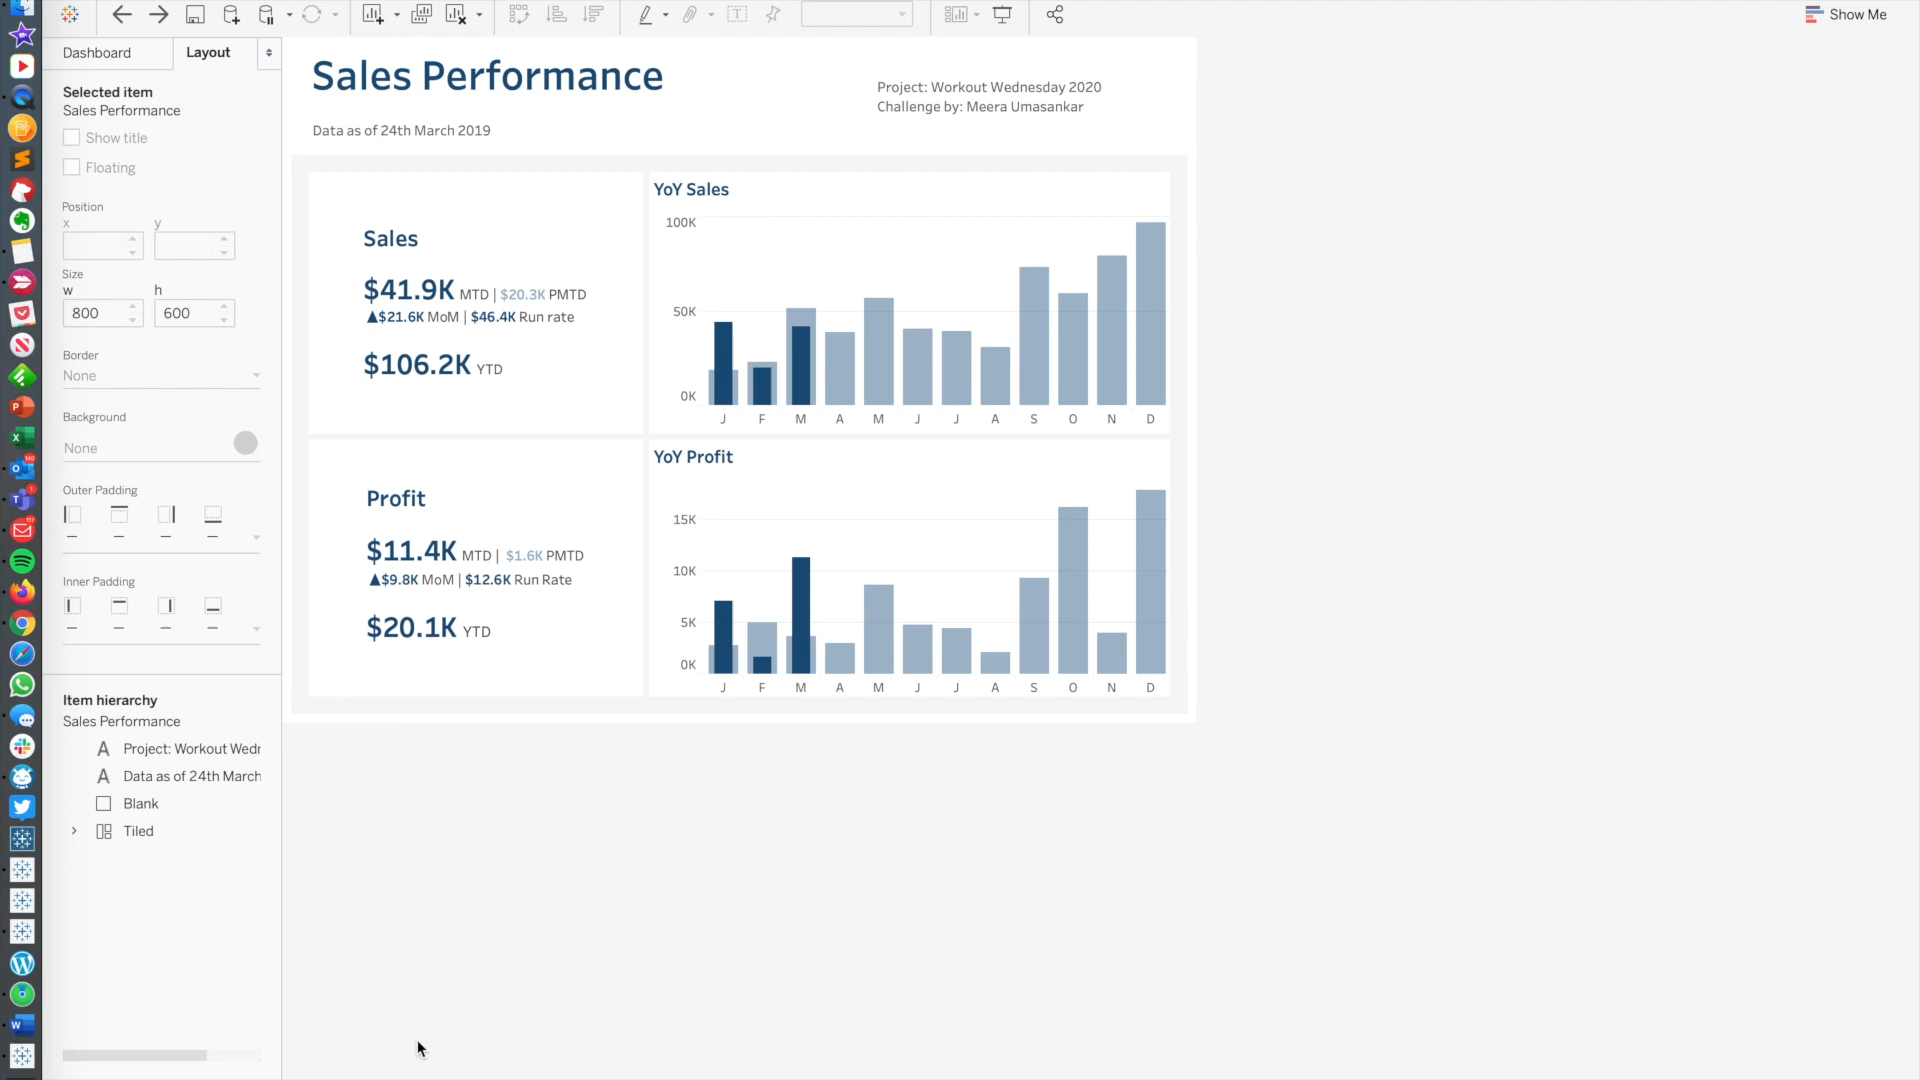 Show Me
Dashboard
Layout
Selected item
Sales Performance
Show title
Floating
Position
x
y
Size
w
h
800
600
Border
None
Background
None
Outer Padding
Inner Padding
Item hierarchy
Sales Performance
A Project: Workout Wedr
A Data as of 24th March
Blank
Tiled
Sales Performance
Project: Workout Wednesday 2020
Challenge by: Meera Umasankar
Data as of 24th March 2019
Sales
$41.9K MTD | $20.3K PMTD
▲$21.6K MoM | $46.4K Run rate
$106.2K YTD
YoY Sales
100K
50K
0K
J F M A M J J A S O N D
Profit
$11.4K MTD | $1.6K PMTD
▲$9.8K MoM | $12.6K Run Rate
$20.1K YTD
YoY Profit
15K
10K
5K
0K
J F M A M J J A S O N D